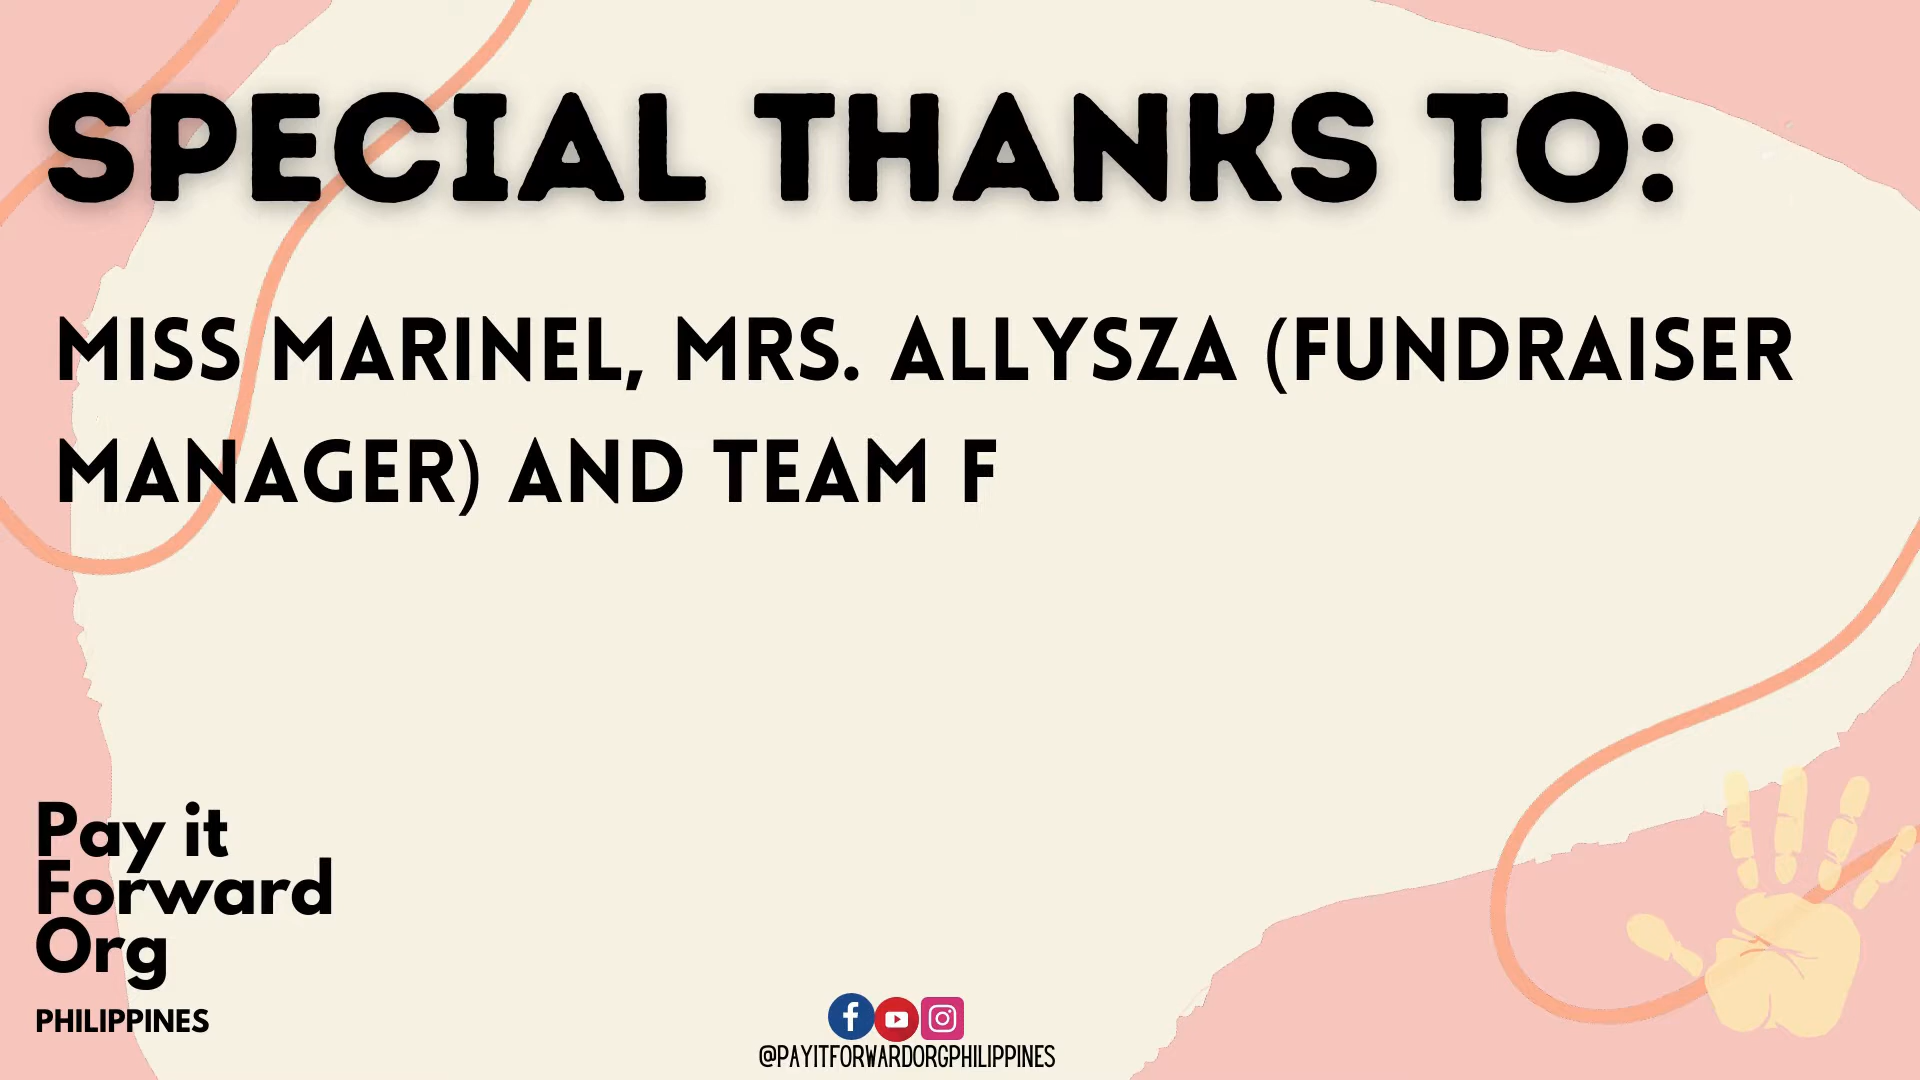 SPECIAL THANKS TO:
MISS MARINEL, MRS. ALLYSZA (FUNDRAISER
MANAGER) AND TEAM F
Pay it
Forward
Org
PHILIPPINES
@PAYITFORWARDORGPHILIPPINES